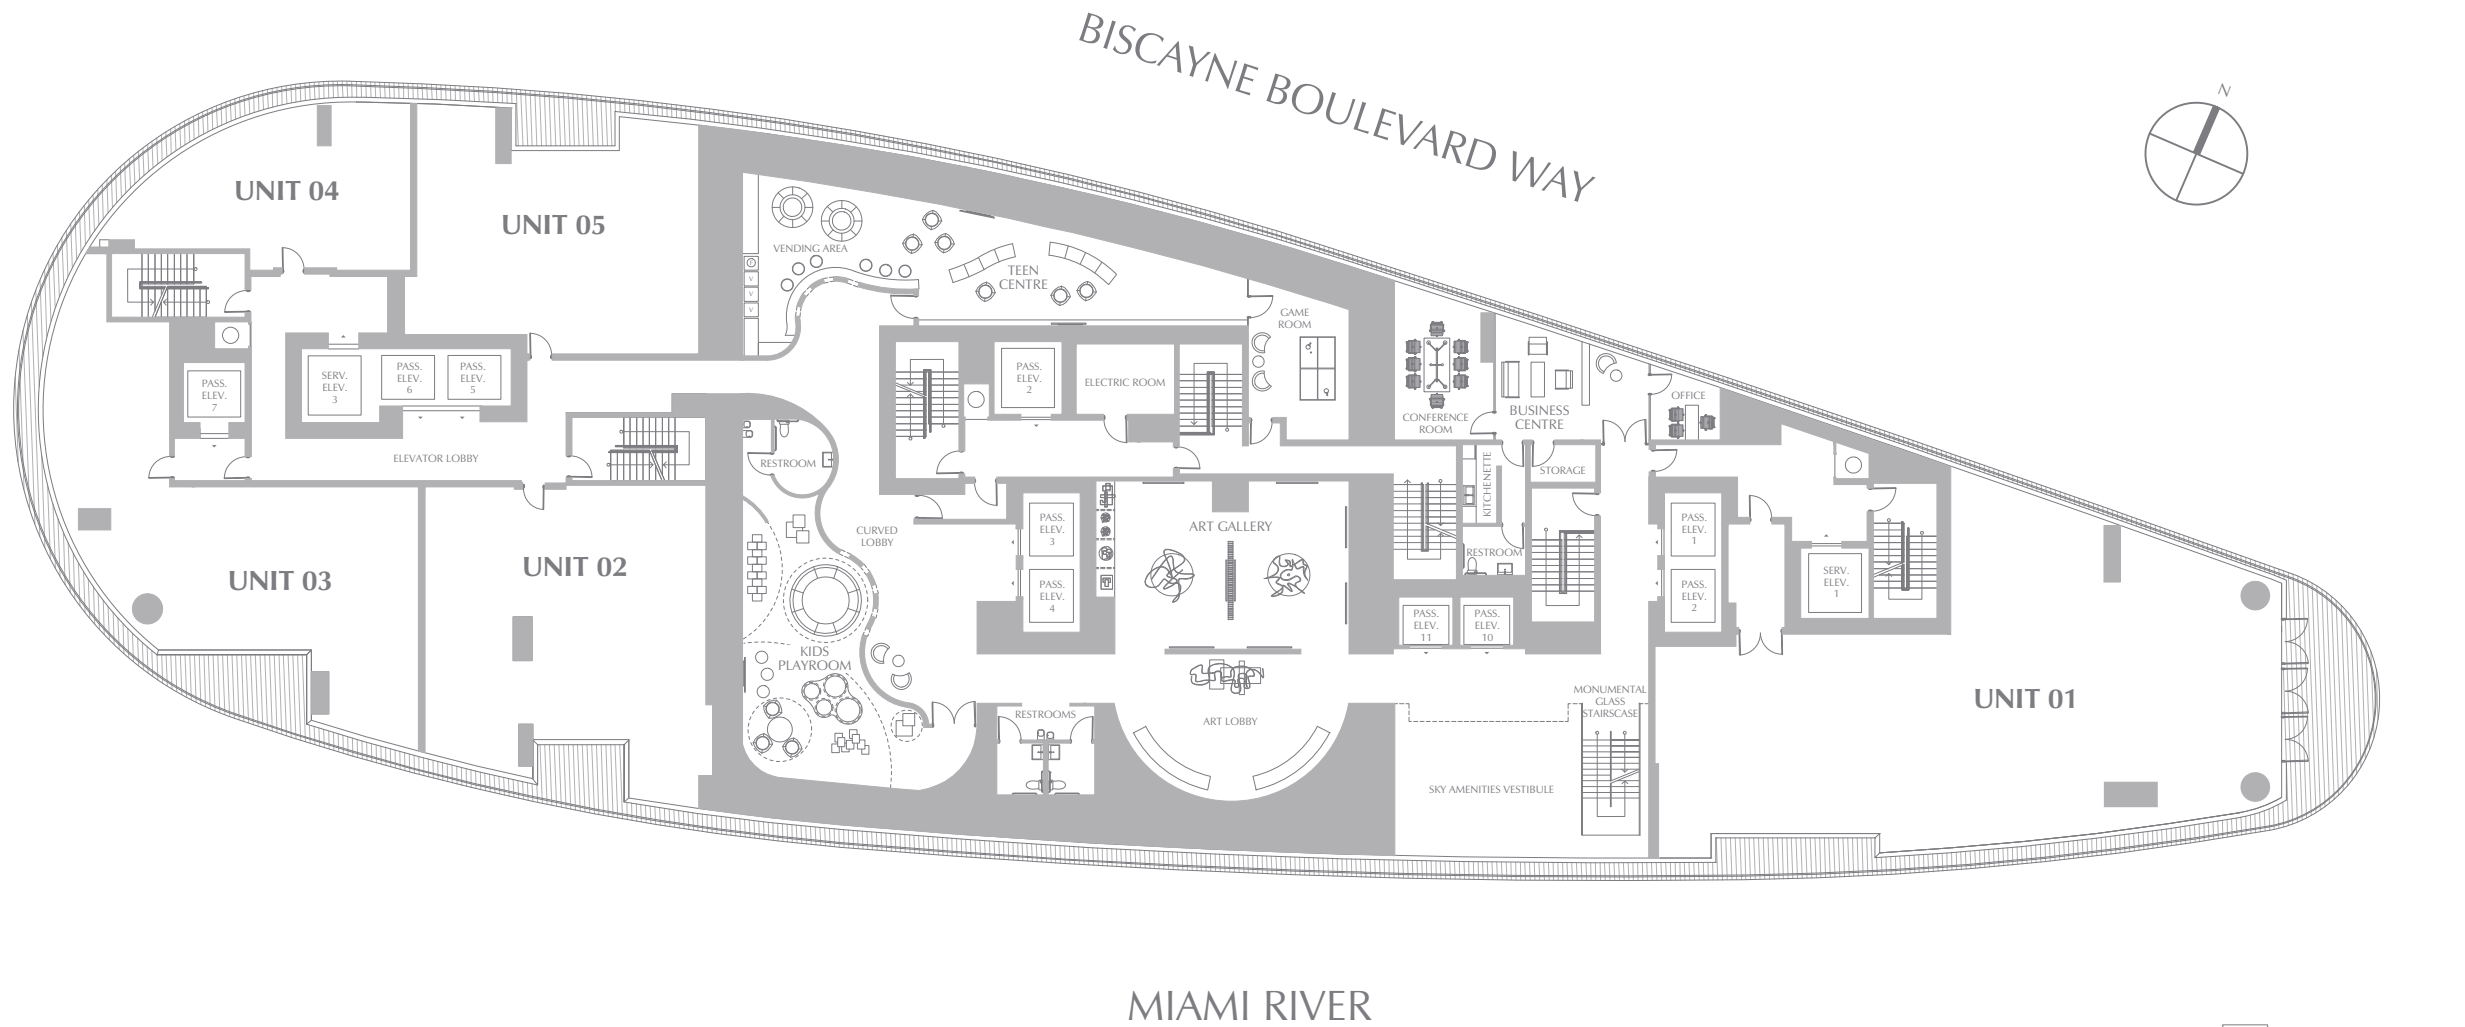 BISCAYNE BOULEVARD WAY
N
UNIT 04
UNIT 05
VENDING AREA
TEEN
CENTRE
F
V
V
V
GAME
ROOM
SERV.
ELEV.
3
PASS.
ELEV.
6
PASS.
ELEV.
5
PASS.
ELEV.
7
PASS.
ELEV.
2
ELECTRIC ROOM
CONFERENCE
ROOM
BUSINESS
CENTRE
OFFICE
ELEVATOR LOBBY
RESTROOM
KITCHENETTE
STORAGE
CURVED
LOBBY
PASS.
ELEV.
3
ART GALLERY
PASS.
ELEV.
1
UNIT 03
UNIT 02
RESTROOM
PASS.
ELEV.
4
PASS.
ELEV.
2
SERV.
ELEV.
1
PASS.
ELEV.
11
PASS.
ELEV.
10
KIDS
PLAYROOM
MONUMENTAL
GLASS
STAIRSCASE
UNIT 01
RESTROOMS
ART LOBBY
SKY AMENITIES VESTIBULE
MIAMI RIVER